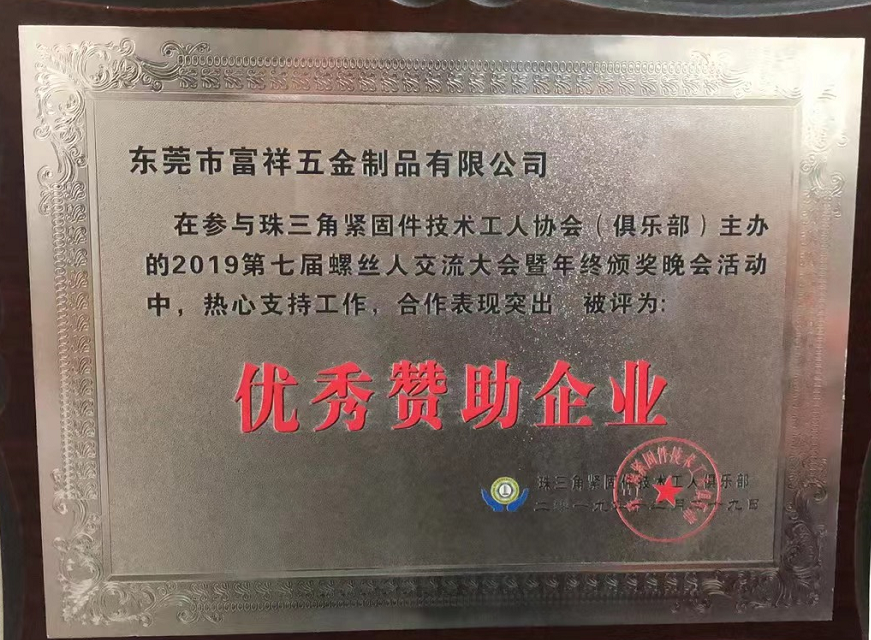 东莞市富祥五金制品有限公司
在参与珠三角紧固件技术工人协会（俱乐部）主办
的2019第七届螺丝人交流大会暨年终颁奖晚会活动
中，热心支持工作，合作表现突出 被评为:
优秀赞助企业
珠三角紧固件技术工人俱乐部